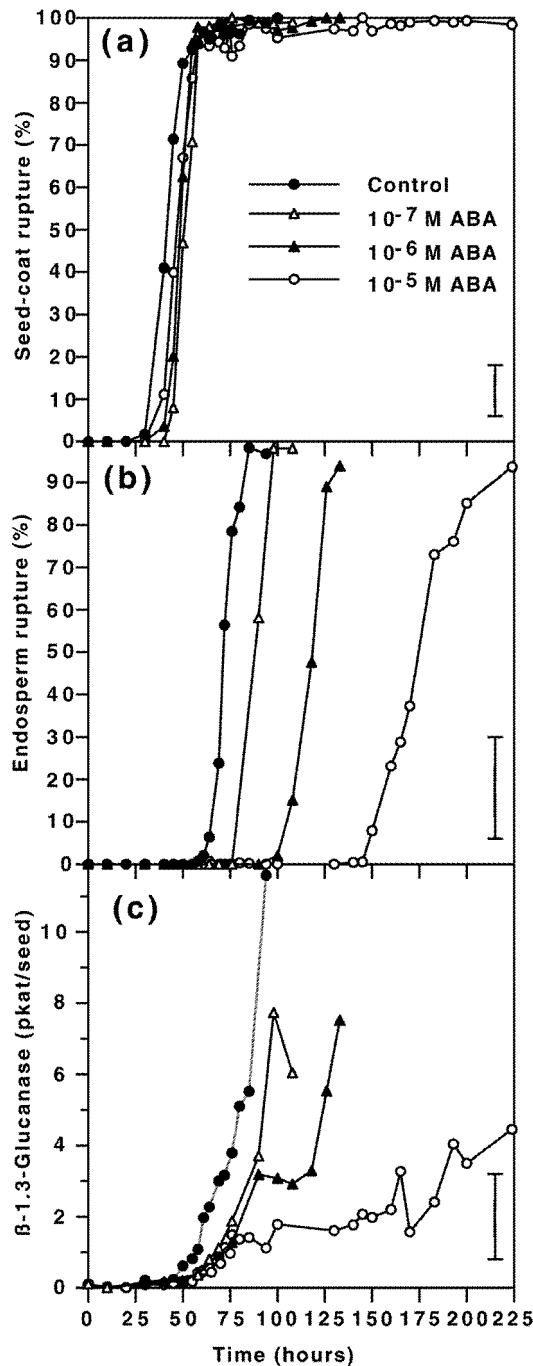 (a)
Seed-coat rupture (%)
100
90
80
70
60
50
40
30
20
10
0
Control
10-7 M ABA
10-6 M ABA
10-5 M ABA
(b)
Endosperm rupture (%)
90
80
70
60
50
40
30
20
10
0
(c)
ß-1.3-Glucanase (pkat/seed)
10
8
6
4
2
0
0 25 50 75 100 125 150 175 200 225
Time (hours)